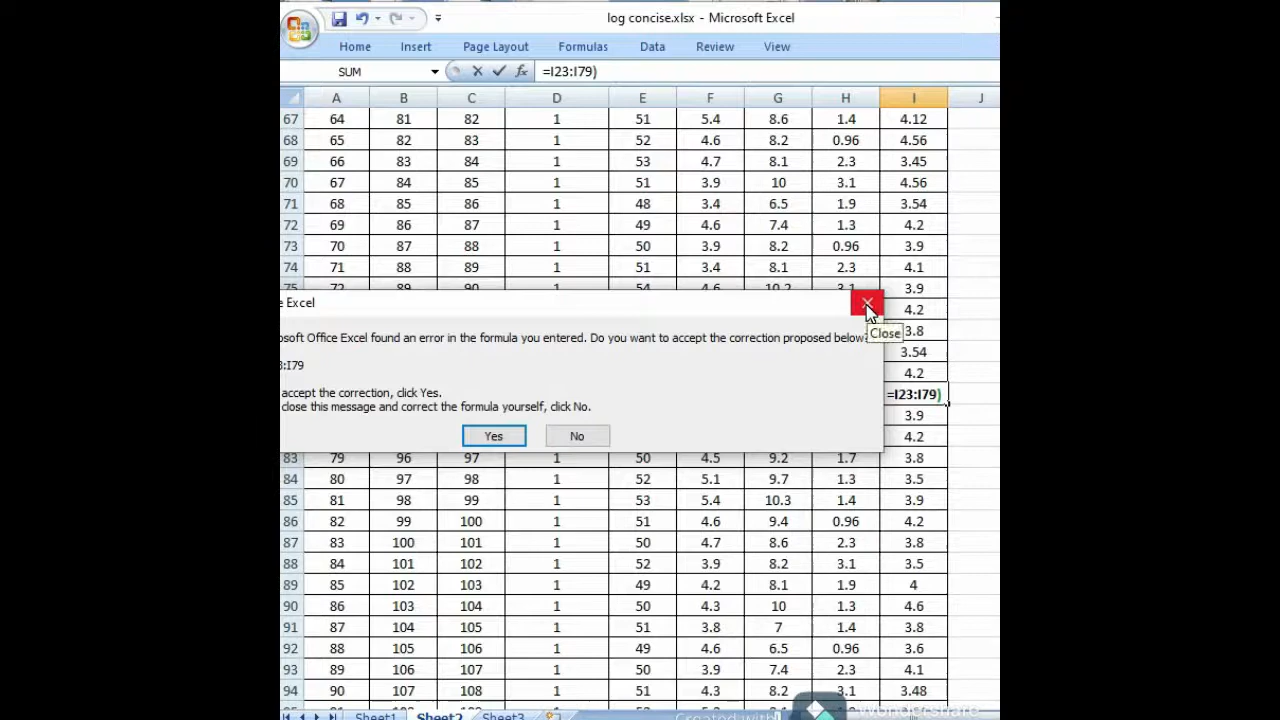 log concise.xlsx - Microsoft Excel
Home Insert Page Layout Formulas Data Review View
SUM =I23:I79)
A B C D E F G H I J
67 64 81 82 1 51 5.4 8.6 1.4 4.12
68 65 82 83 1 52 4.6 8.2 0.96 4.56
69 66 83 84 1 53 4.7 8.1 2.3 3.45
70 67 84 85 1 51 3.9 10 3.1 4.56
71 68 85 86 1 48 3.4 6.5 1.9 3.54
72 69 86 87 1 49 4.6 7.4 1.3 4.2
73 70 87 88 1 50 3.9 8.2 0.96 3.9
74 71 88 89 1 51 3.4 8.1 2.3 4.1
75 72 89 90 1 54 4.6 10.2 3.1 3.9
e Excel
4.2
Close 3.8
osoft Office Excel found an error in the formula you entered. Do you want to accept the correction proposed below?
3.54
3:I79 4.2
accept the correction, click Yes. =I23:I79)
close this message and correct the formula yourself, click No. 3.9
Yes No 4.2
83 79 96 97 1 50 4.5 9.2 1.7 3.8
84 80 97 98 1 52 5.1 9.7 1.3 3.5
85 81 98 99 1 53 5.4 10.3 1.4 3.9
86 82 99 100 1 51 4.6 9.4 0.96 4.2
87 83 100 101 1 50 4.7 8.6 2.3 3.8
88 84 101 102 1 52 3.9 8.2 3.1 3.5
89 85 102 103 1 49 4.2 8.1 1.9 4
90 86 103 104 1 50 4.3 10 1.3 4.6
91 87 104 105 1 51 3.8 7 1.4 3.8
92 88 105 106 1 49 4.6 6.5 0.96 3.6
93 89 106 107 1 50 3.9 7.4 2.3 4.1
94 90 107 108 1 51 4.3 8.2 3.1 3.48
Sheet1 Sheet2 Sheet3 Created with Wondershare